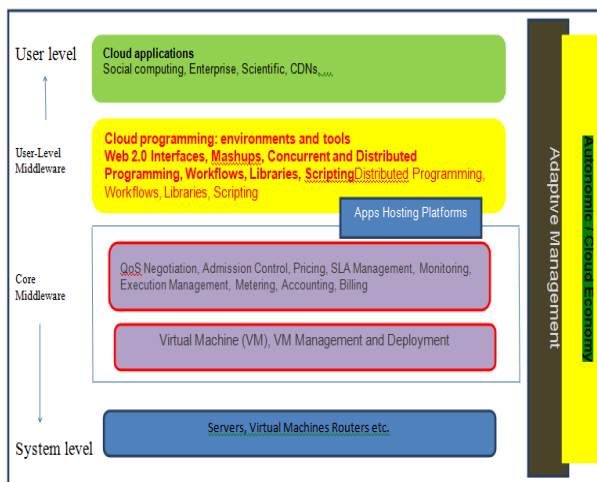 User level
Cloud applications
Social computing, Enterprise, Scientific, CDNs,....
User-Level
Middleware
Cloud programming: environments and tools
Web 2.0 Interfaces, Mashups, Concurrent and Distributed
Programming, Workflows, Libraries, ScriptingDistributed Programming,
Workflows, Libraries, Scripting
Apps Hosting Platforms
Core
Middleware
QoS Negotiation, Admission Control, Pricing, SLA Management, Monitoring,
Execution Management, Metering, Accounting, Billing
Virtual Machine (VM), VM Management and Deployment
System level
Servers, Virtual Machines Routers etc.
Adaptive Management
Autonomic / Cloud Economy